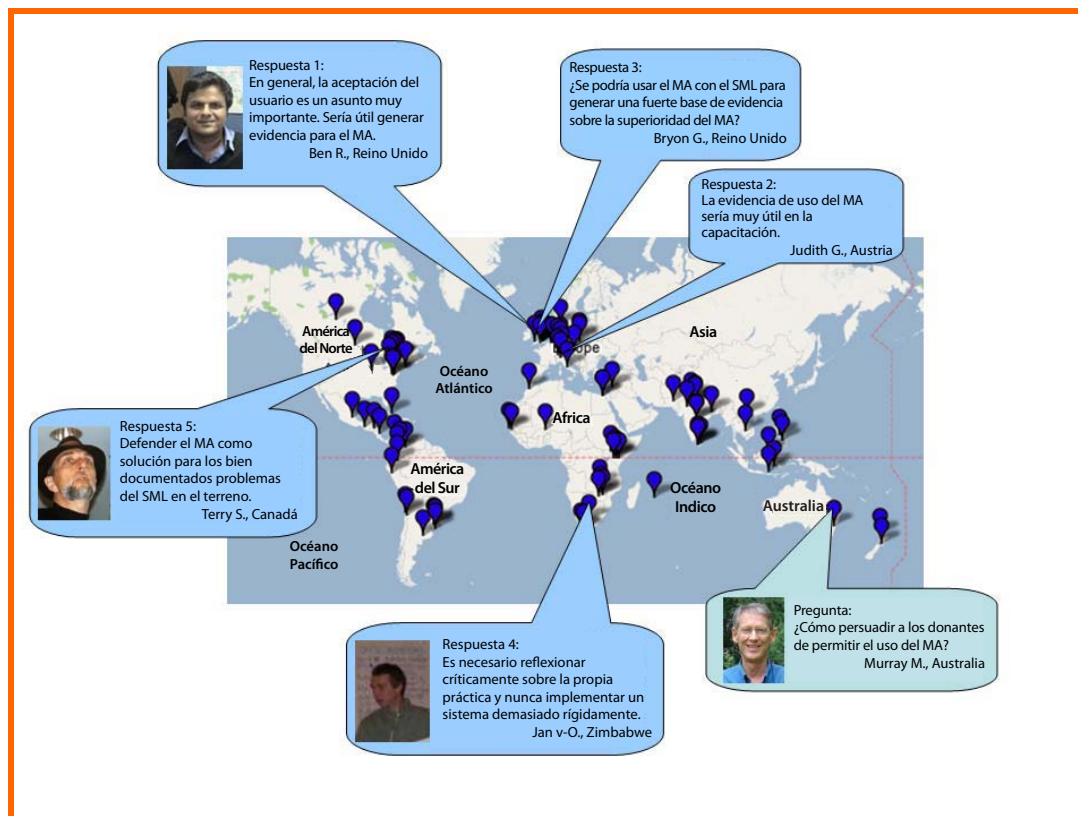 Respuesta 1:
En general, la aceptación del
usuario es un asunto muy
importante. Sería útil generar
evidencia para el MA.
Ben R., Reino Unido
Respuesta 3:
¿Se podría usar el MA con el SML para
generar una fuerte base de evidencia
sobre la superioridad del MA?
Bryon G., Reino Unido
Respuesta 2:
La evidencia de uso del MA
sería muy útil en la
capacitación.
Judith G., Austria
América
del Norte
Océano
Atlántico
Europe
Asia
Africa
América
del Sur
Océano
Indico
Australia
Océano
Pacífico
Respuesta 5:
Defender el MA como
solución para los bien
documentados problemas
del SML en el terreno.
Terry S., Canadá
Respuesta 4:
Es necesario reflexionar
críticamente sobre la propia
práctica y nunca implementar un
sistema demasiado rígidamente.
Jan v-O., Zimbabwe
Pregunta:
¿Cómo persuadir a los donantes
de permitir el uso del MA?
Murray M., Australia